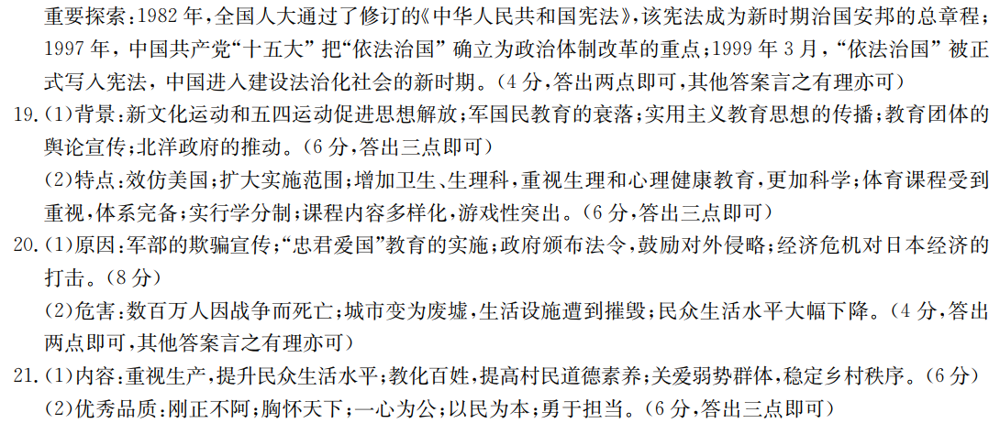 重要探索:1982年,全国人大通过了修订的《中华人民共和国宪法》,该宪法成为新时期治国安邦的总章程;
1997年,中国共产党“十五大”把“依法治国”确立为政治体制改革的重点;1999年3月,“依法治国”被正
式写入宪法,中国进入建设法治化社会的新时期。(4分,答出两点即可,其他答案言之有理亦可)
19.(1)背景:新文化运动和五四运动促进思想解放;军国民教育的衰落;实用主义教育思想的传播;教育团体的
舆论宣传;北洋政府的推动。(6分,答出三点即可)
(2)特点:效仿美国;扩大实施范围;增加卫生、生理科,重视生理和心理健康教育,更加科学;体育课程受到
重视,体系完备;实行学分制;课程内容多样化,游戏性突出。(6分,答出三点即可)
20.(1)原因:军部的欺骗宣传;“忠君爱国”教育的实施;政府颁布法令,鼓励对外侵略;经济危机对日本经济的
打击。(8分)
(2)危害:数百万人因战争而死亡;城市变为废墟,生活设施遭到摧毁;民众生活水平大幅下降。(4分,答出
两点即可,其他答案言之有理亦可)
21.(1)内容:重视生产,提升民众生活水平;教化百姓,提高村民道德素养;关爱弱势群体,稳定乡村秩序。(6分)
(2)优秀品质:刚正不阿;胸怀天下;一心为公;以民为本;勇于担当。(6分,答出三点即可)